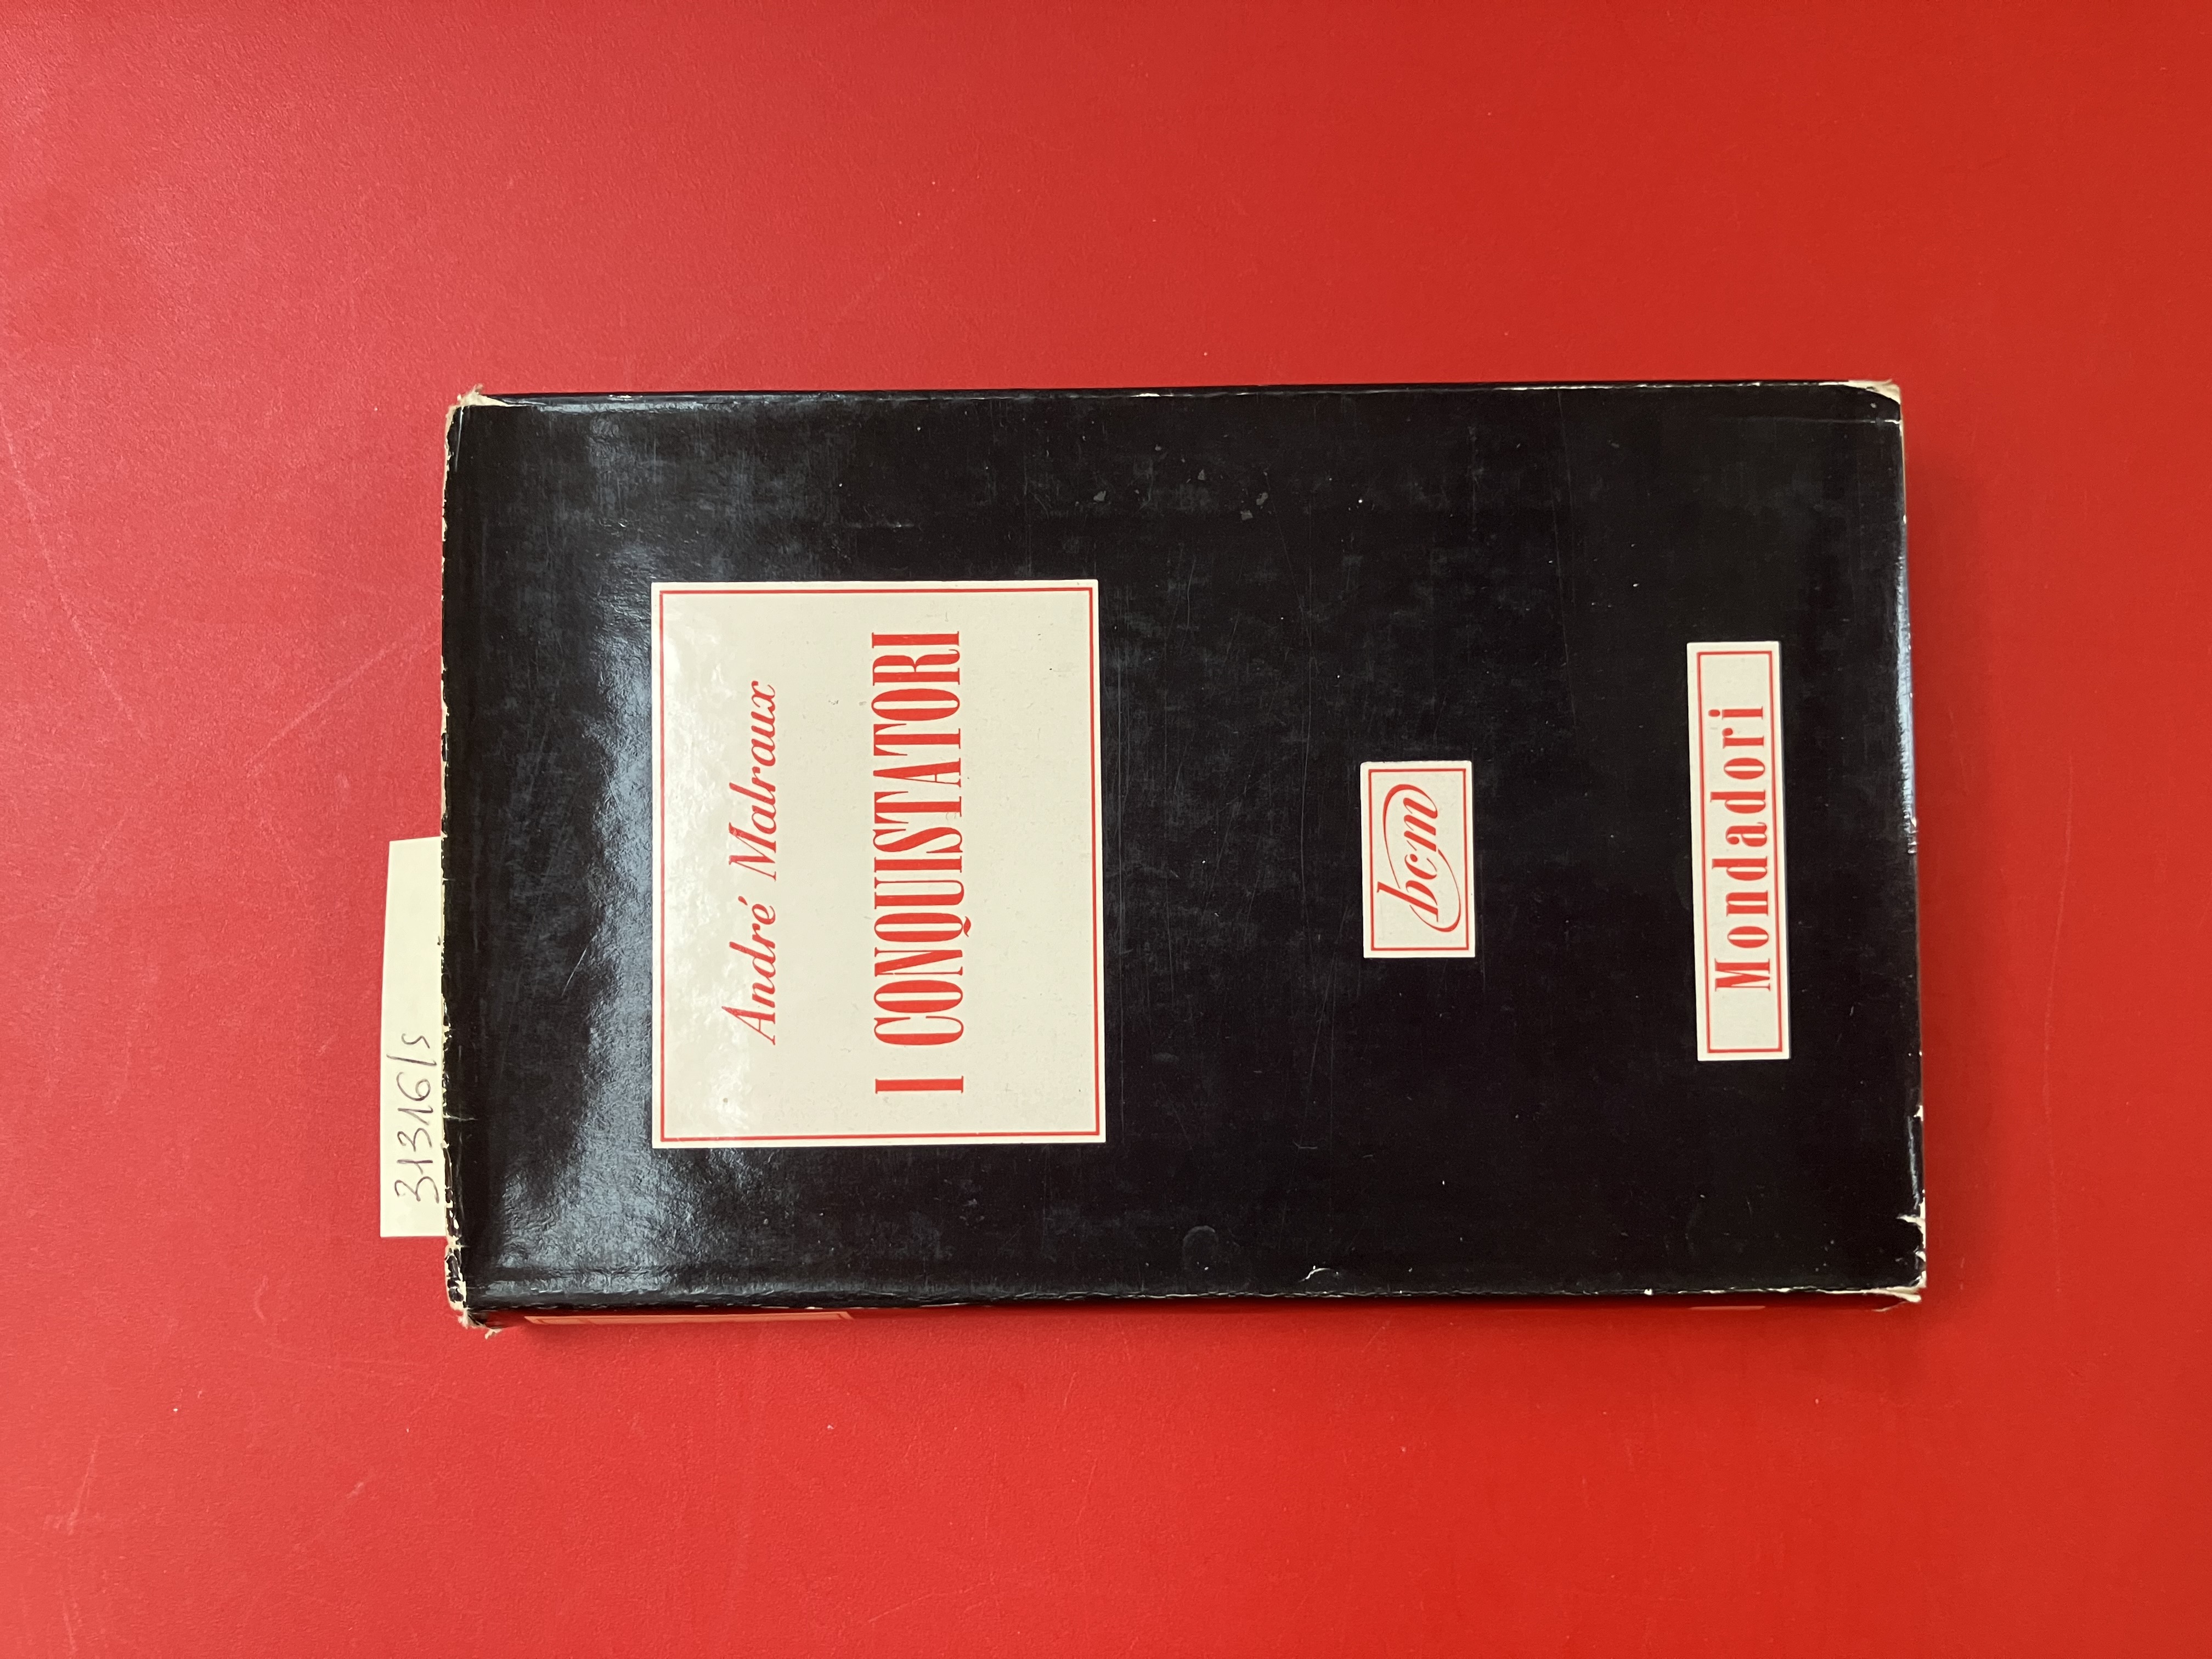 31316/s
André Malraux
I CONQUISTATORI
bcm
Mondadori